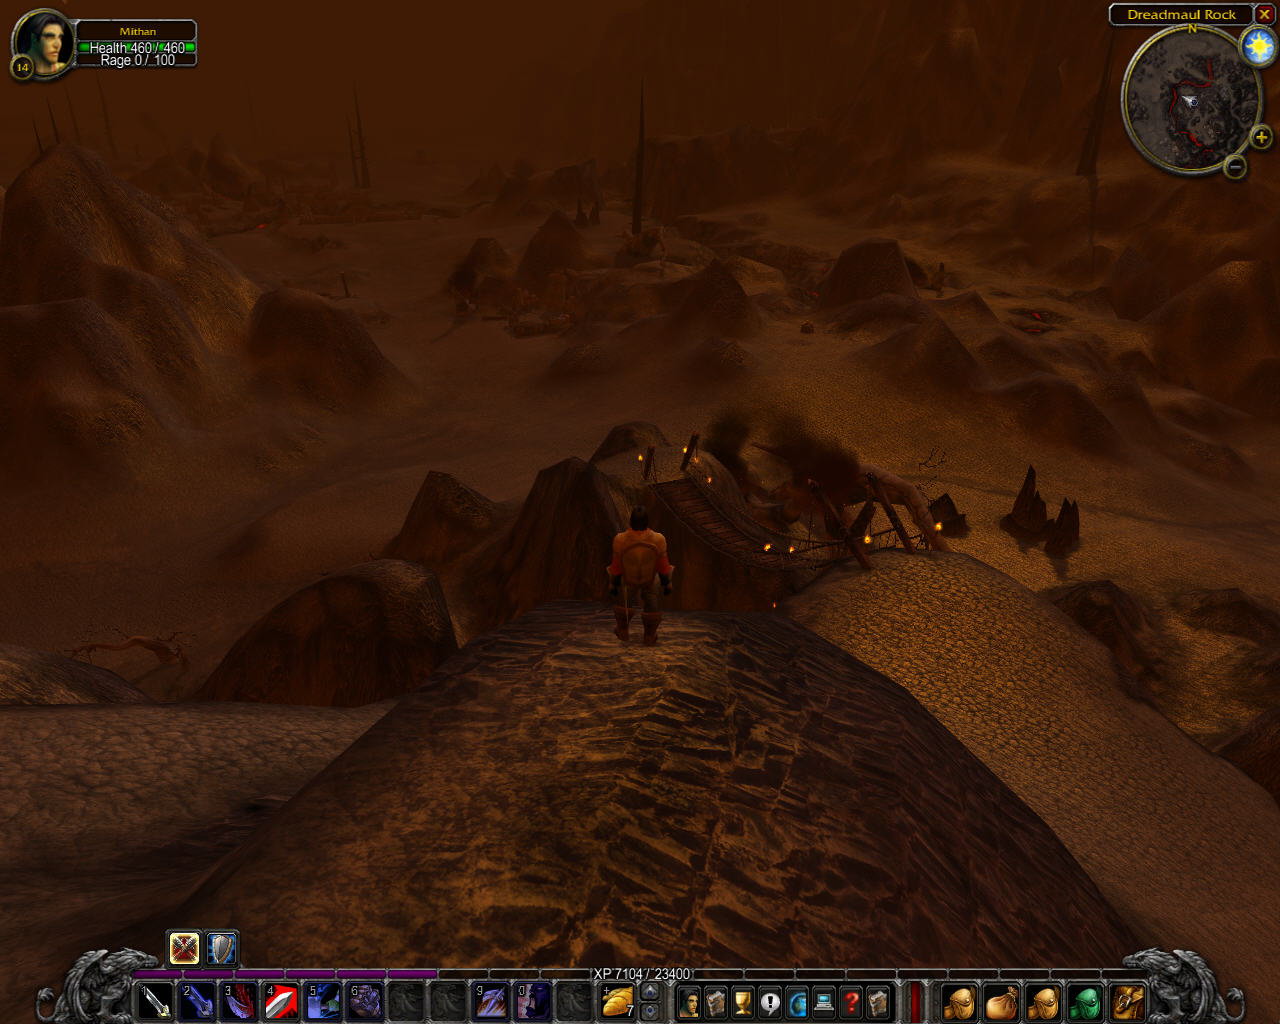 Mithan
Health 460 / 460
Rage 0 / 100
14
Dreadmaul Rock
N
XP 7104 / 23400
1 2 3 4 5 6 9 0 + 7